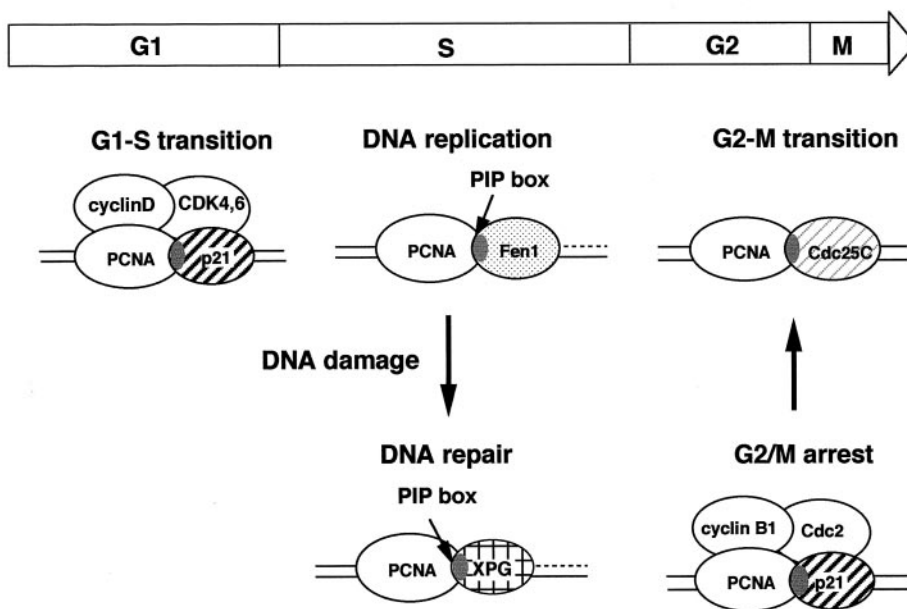 G1 S G2 M
G1-S transition
cyclinD CDK4,6
PCNA p21
DNA replication
PIP box
PCNA Fen1
DNA damage
DNA repair
PIP box
PCNA XPG
G2-M transition
PCNA Cdc25C
G2/M arrest
cyclin B1 Cdc2
PCNA p21